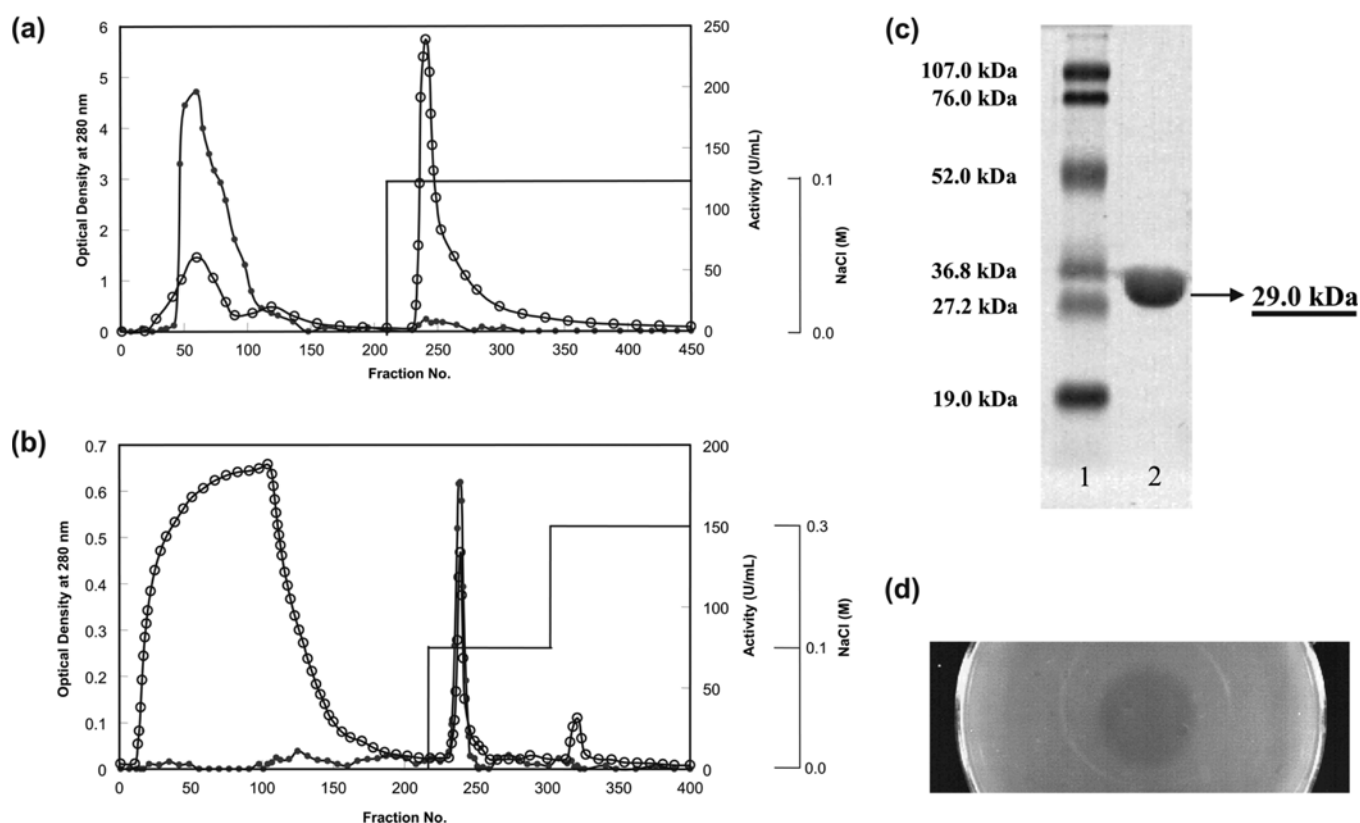 (a)
6
5
4
3
2
1
0
Optical Density at 280 nm
0 50 100 150 200 250 300 350 400 450
Fraction No.
250
200
150
100
50
0
Activity (U/mL)
0.1
0.0
NaCl (M)
(b)
0.7
0.6
0.5
0.4
0.3
0.2
0.1
0
Optical Density at 280 nm
0 50 100 150 200 250 300 350 400
Fraction No.
200
150
100
50
0
Activity (U/mL)
0.3
0.1
0.0
NaCl (M)
(c)
107.0 kDa
76.0 kDa
52.0 kDa
36.8 kDa
27.2 kDa
19.0 kDa
29.0 kDa
1 2
(d)